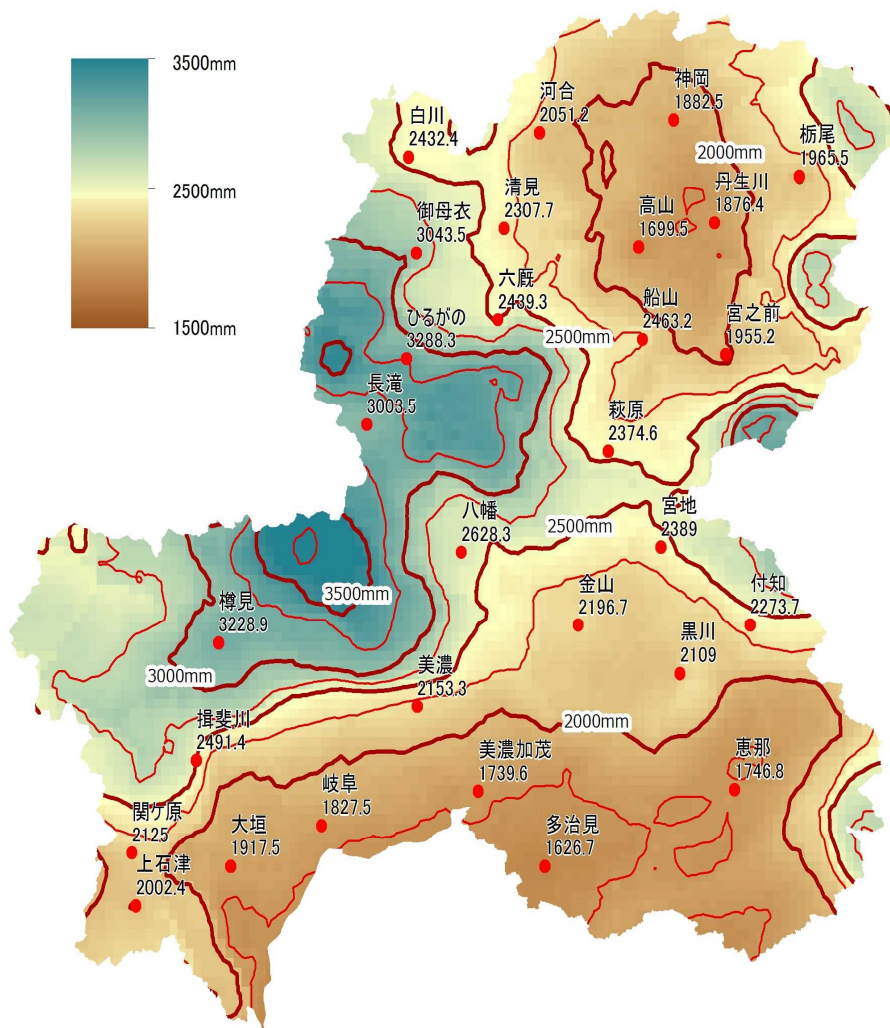 3500mm
2500mm
1500mm
白川
2432.4
河合
2051.2
神岡
1882.5
2000mm
栃尾
1965.5
御母衣
3043.5
清見
2307.7
高山
1699.5
丹生川
1876.4
六厩
2439.3
船山
2463.2
宮之前
1955.2
ひるがの
3288.3
2500mm
長滝
3003.5
萩原
2374.6
八幡
2628.3
2500mm
宮地
2389
3500mm
樽見
3228.9
金山
2196.7
付知
2273.7
黒川
2109
3000mm
美濃
2153.3
揖斐川
2491.4
2000mm
美濃加茂
1739.6
恵那
1746.8
関ケ原
2125
岐阜
1827.5
大垣
1917.5
多治見
1626.7
上石津
2002.4